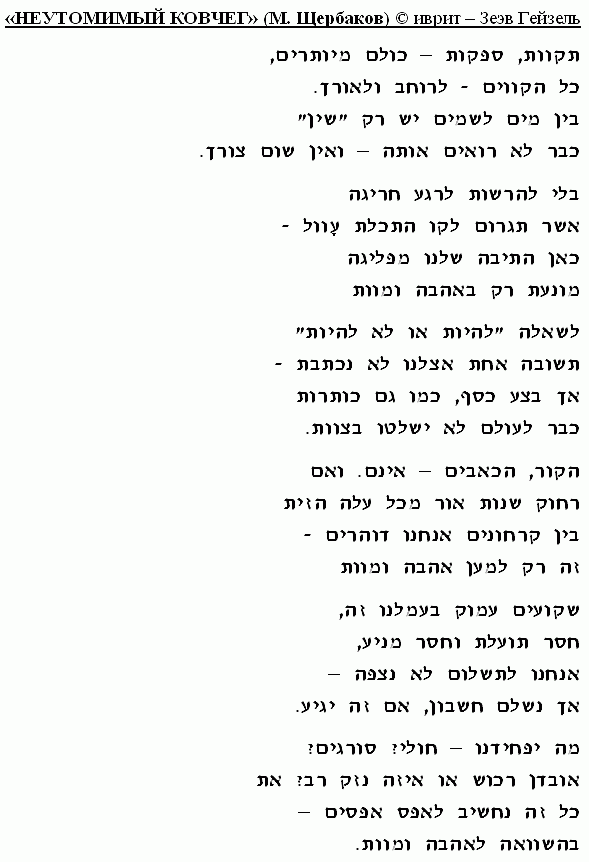 «НЕУТОМИМЫЙ КОВЧЕГ» (М. Щербаков) © иврит – Зеэв Гейзель
תקוות, ספקות – כולם מיותרים,
כל הקווים - לרוחב ולאורך.
בין מים לשמים יש רק "שין"
כבר לא רואים אותה – ואין שום צורך.
בלי להרשות לרגע חריגה
אשר תגרום לקו התכלת עָוול -
כאן התיבה שלנו מפליגה
מונעת רק באהבה ומוות
לשאלה "להיות או לא להיות"
תשובה אחת אצלנו לא נכתבת -
אך בצע כסף, כמו גם כותרות
כבר לעולם לא ישלטו בצוות.
הקור, הכאבים – אינם. ואם
רחוק שנות אור מכל עלה הזית
בין קרחונים אנחנו דוהרים -
זה רק למען אהבה ומוות
שקועים עמוק בעמלנו זה,
חסר תועלת וחסר מניע,
אנחנו לתשלום לא נצפה –
אך נשלם חשבון, אם זה יגיע.
מה יפחידנו – חולי? סורגים?
אובדן רכוש או איזה נזק רב? את
כל זה נחשיב לאפס אפסים –
בהשוואה לאהבה ומוות.